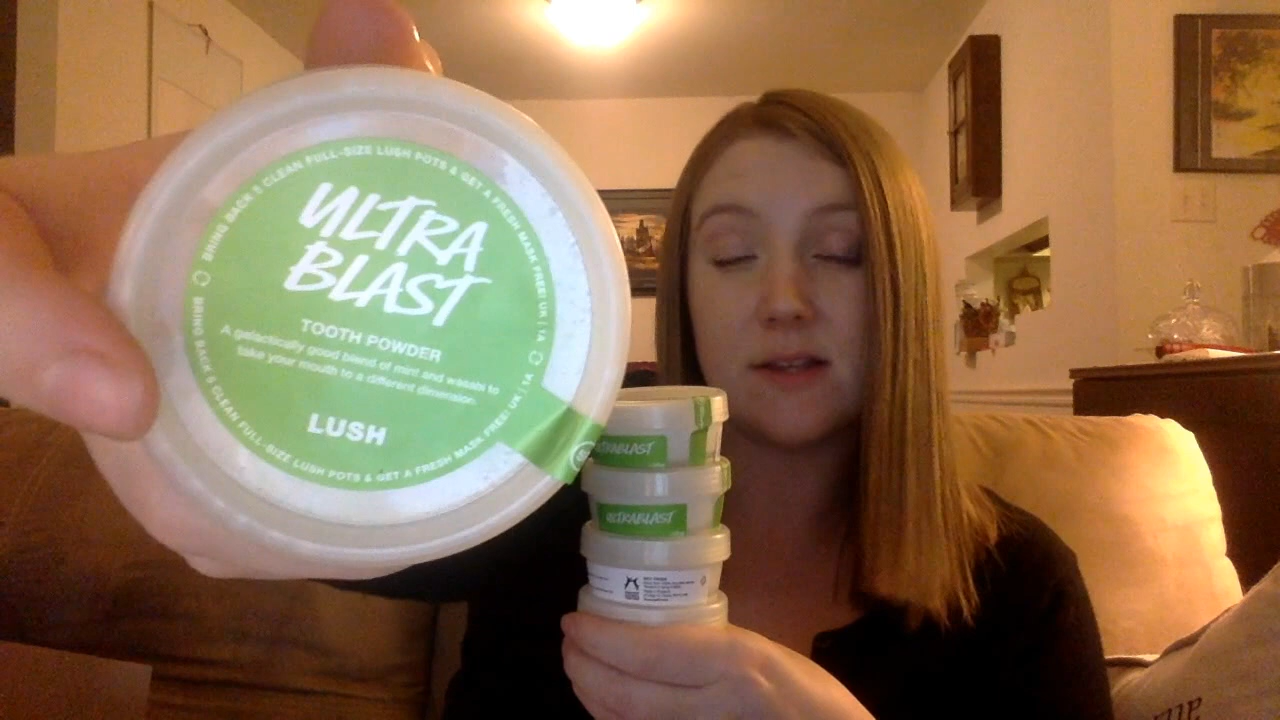 BRING BACK 5 CLEAN FULL-SIZE LUSH POTS & GET A FRESH MASK FREE! UK | 1A
ULTRA
BLAST
TOOTH POWDER
A galactically good blend of mint and wasabi to
take your mouth to a different dimension.
LUSH
BRING BACK 5 CLEAN FULL-SIZE LUSH POTS & GET A FRESH MASK FREE! UK | 1A
ULTRABLAST
ULTRABLAST